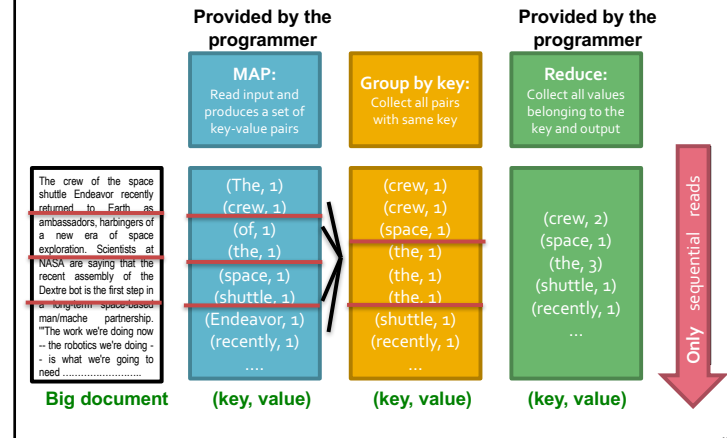 Provided by the
programmer
Provided by the
programmer
MAP:
Read input and
produces a set of
key-value pairs
Group by key:
Collect all pairs
with same key
Reduce:
Collect all values
belonging to the
key and output
The crew of the space
shuttle Endeavor recently
returned to Earth as
ambassadors, harbingers of
a new era of space
exploration. Scientists at
NASA are saying that the
recent assembly of the
Dextre bot is the first step in
a long-term space-based
man/mache partnership.
'"The work we're doing now
-- the robotics we're doing -
- is what we're going to
need ..........................
(The, 1)
(crew, 1)
(of, 1)
(the, 1)
(space, 1)
(shuttle, 1)
(Endeavor, 1)
(recently, 1)
....
(crew, 1)
(crew, 1)
(space, 1)
(the, 1)
(the, 1)
(the, 1)
(shuttle, 1)
(recently, 1)
...
(crew, 2)
(space, 1)
(the, 3)
(shuttle, 1)
(recently, 1)
...
Only sequential reads
Big document
(key, value)
(key, value)
(key, value)